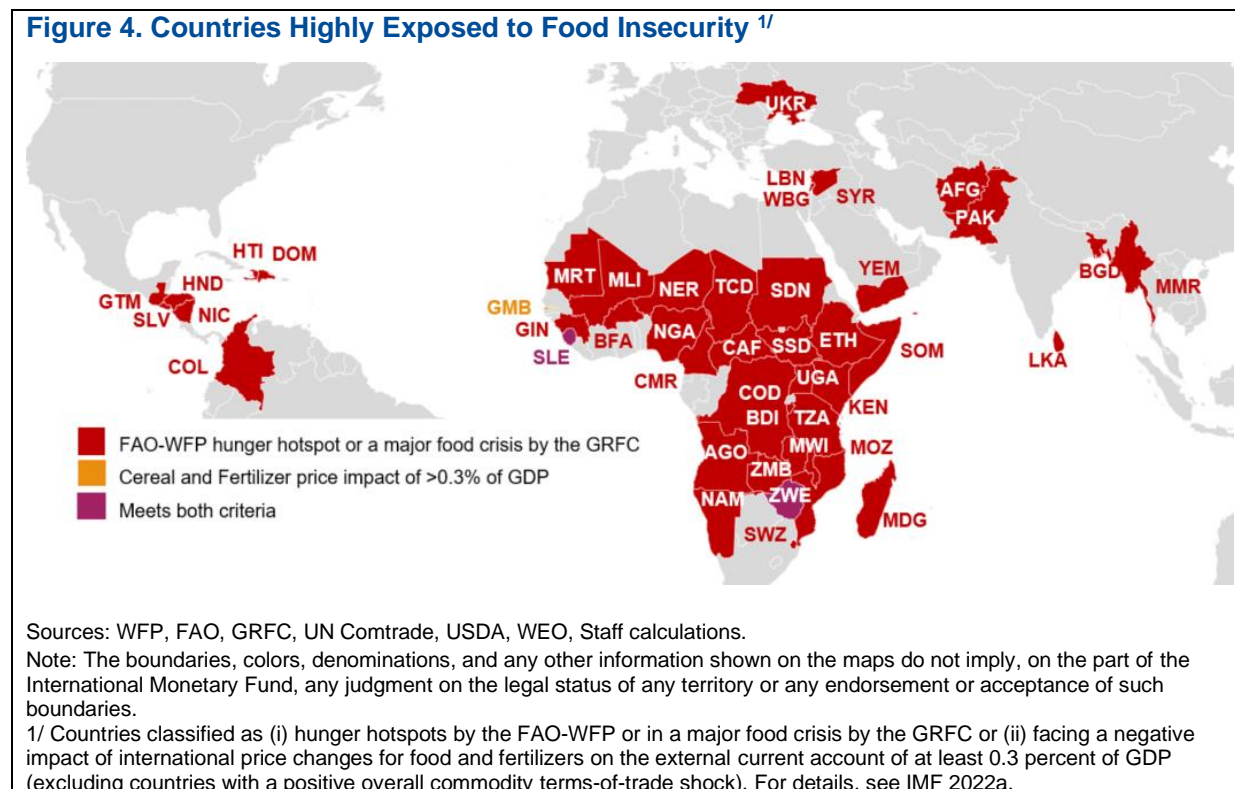 Figure 4. Countries Highly Exposed to Food Insecurity 1/
UKR
LBN
WBG
SYR
AFG
PAK
HTI DOM
HND
GTM
SLV
NIC
COL
MRT
MLI
NER
TCD
SDN
YEM
BGD
MMR
GMB
GIN
BFA
NGA
SLE
CAF
SSD
ETH
SOM
LKA
CMR
UGA
COD
KEN
BDI
TZA
AGO
MWI
MOZ
ZMB
NAM
ZWE
SWZ
MDG
FAO-WFP hunger hotspot or a major food crisis by the GRFC
Cereal and Fertilizer price impact of >0.3% of GDP
Meets both criteria
Sources: WFP, FAO, GRFC, UN Comtrade, USDA, WEO, Staff calculations.
Note: The boundaries, colors, denominations, and any other information shown on the maps do not imply, on the part of the
International Monetary Fund, any judgment on the legal status of any territory or any endorsement or acceptance of such
boundaries.
1/ Countries classified as (i) hunger hotspots by the FAO-WFP or in a major food crisis by the GRFC or (ii) facing a negative
impact of international price changes for food and fertilizers on the external current account of at least 0.3 percent of GDP
(excluding countries with a positive overall commodity terms-of-trade shock). For details, see IMF 2022a.